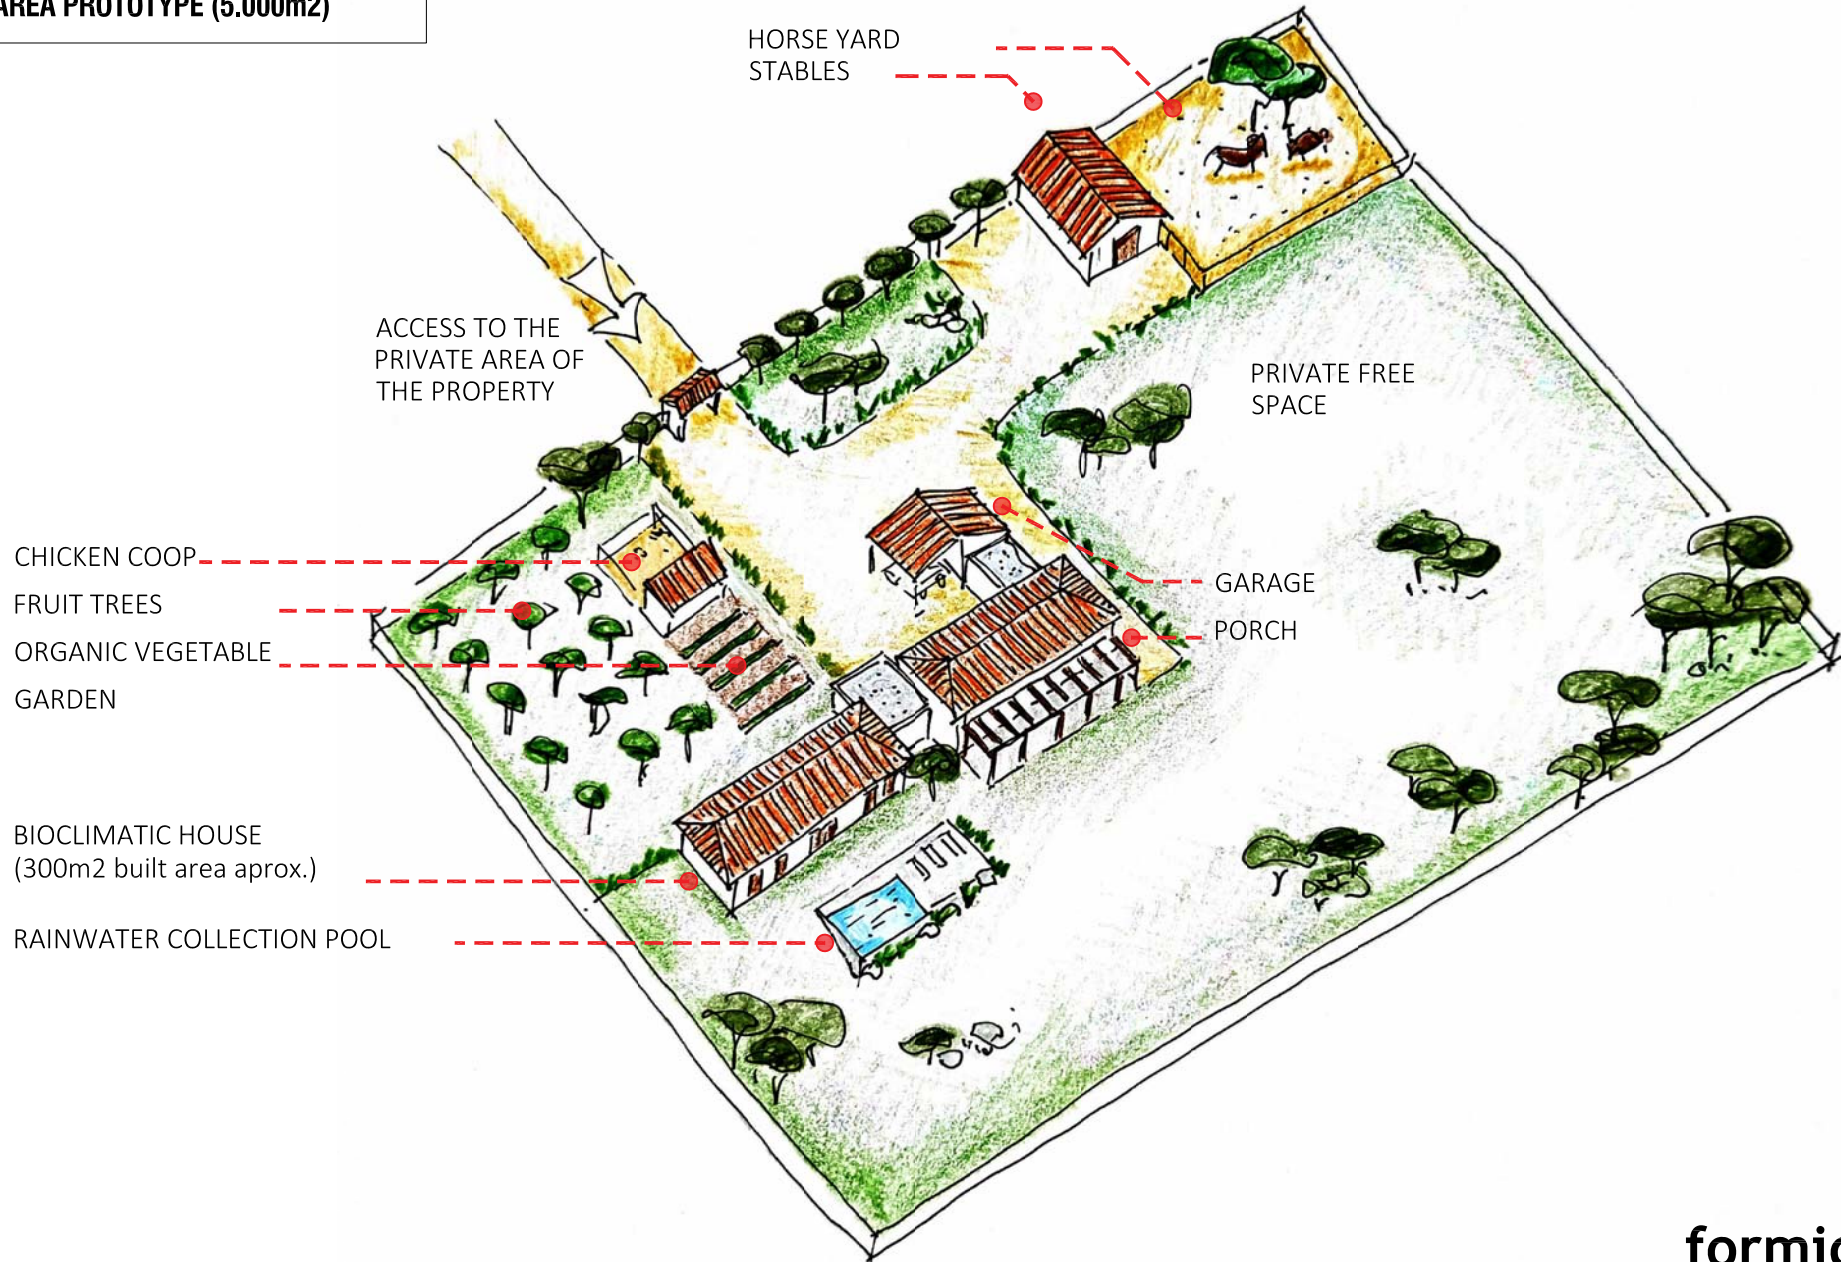 AREA PROTOTYPE (5.000m2)
HORSE YARD
STABLES
ACCESS TO THE
PRIVATE AREA OF
THE PROPERTY
PRIVATE FREE
SPACE
CHICKEN COOP
FRUIT TREES
ORGANIC VEGETABLE
GARDEN
GARAGE
PORCH
BIOCLIMATIC HOUSE
(300m2 built area aprox.)
RAINWATER COLLECTION POOL